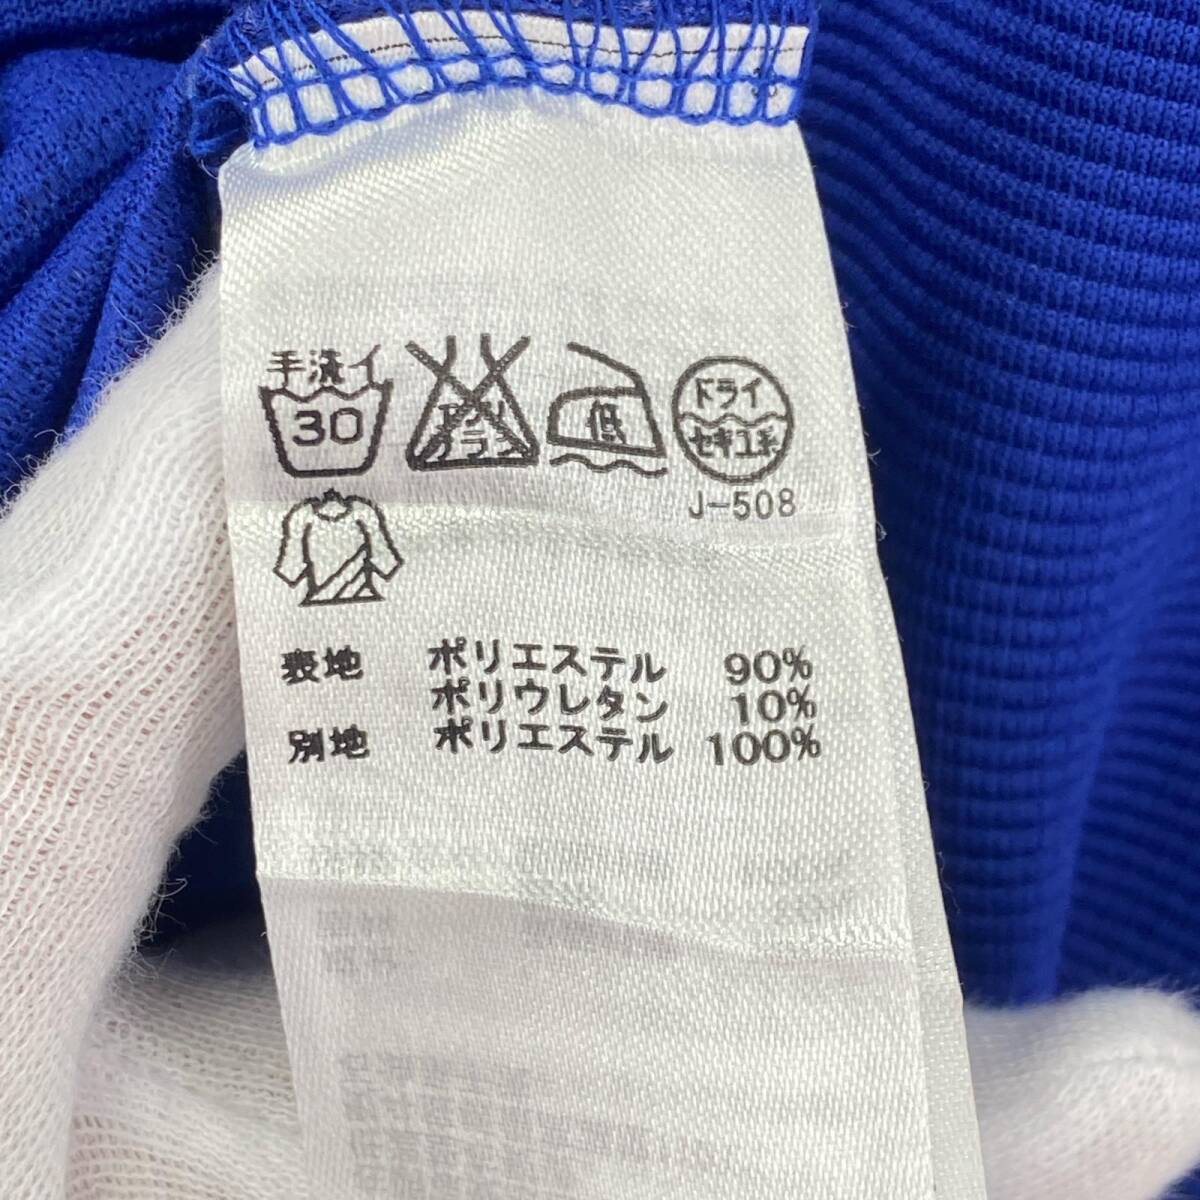 手洗イ
30
エンソ
サラシ
低
ドライ
セキユ系
J-508
表地 ポリエステル 90%
ポリウレタン 10%
別地 ポリエステル 100%